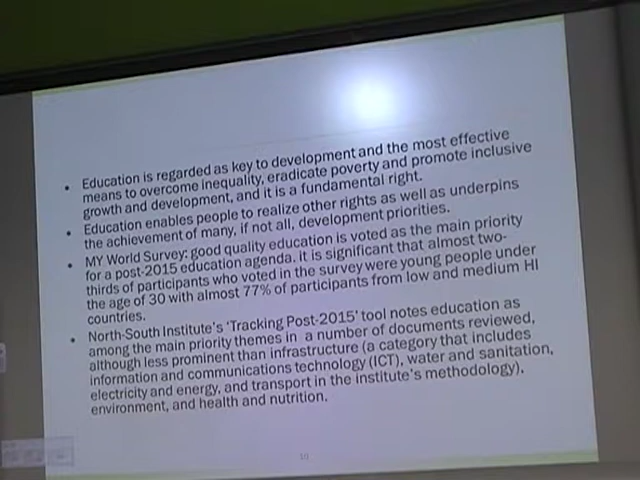 • Education is regarded as key to development and the most effective
means to overcome inequality, eradicate poverty and promote inclusive
growth and development, and it is a fundamental right.
• Education enables people to realize other rights as well as underpins
the achievement of many, if not all, development priorities.
• MY World Survey: good quality education is voted as the main priority
for a post-2015 education agenda. it is significant that almost two-
thirds of participants who voted in the survey were young people under
the age of 30 with almost 77% of participants from low and medium HI
countries.
• North-South Institute's 'Tracking Post-2015' tool notes education as
among the main priority themes in a number of documents reviewed,
although less prominent than infrastructure (a category that includes
information and communications technology (ICT), water and sanitation,
electricity and energy, and transport in the institute's methodology),
environment, and health and nutrition.